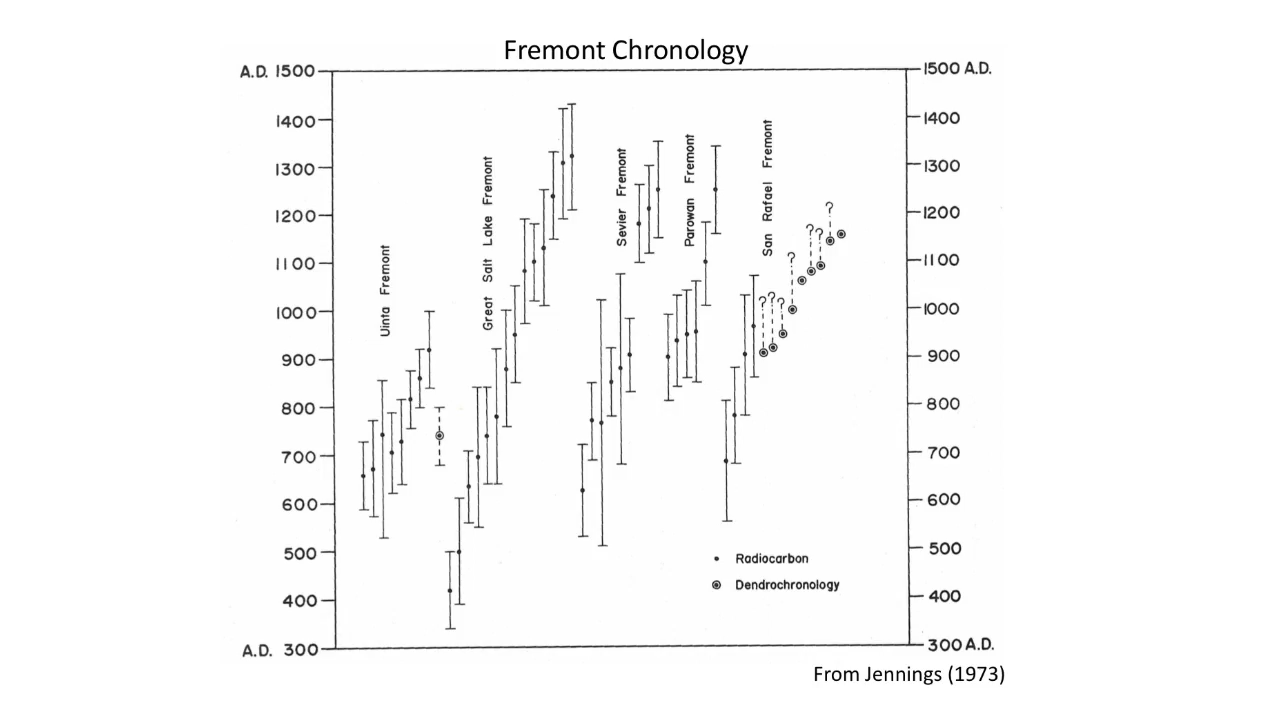 Fremont Chronology
A.D. 1500
1500 A.D.
1400
1400
1300
1300
1200
1200
1100
1100
1000
1000
900
900
800
800
700
700
600
600
500
500
400
400
A.D. 300
300 A.D.
Uinta Fremont
Great Salt Lake Fremont
Sevier Fremont
Parowan Fremont
San Rafael Fremont
?
?
?
?
?
?
?
Radiocarbon
Dendrochronology
From Jennings (1973)